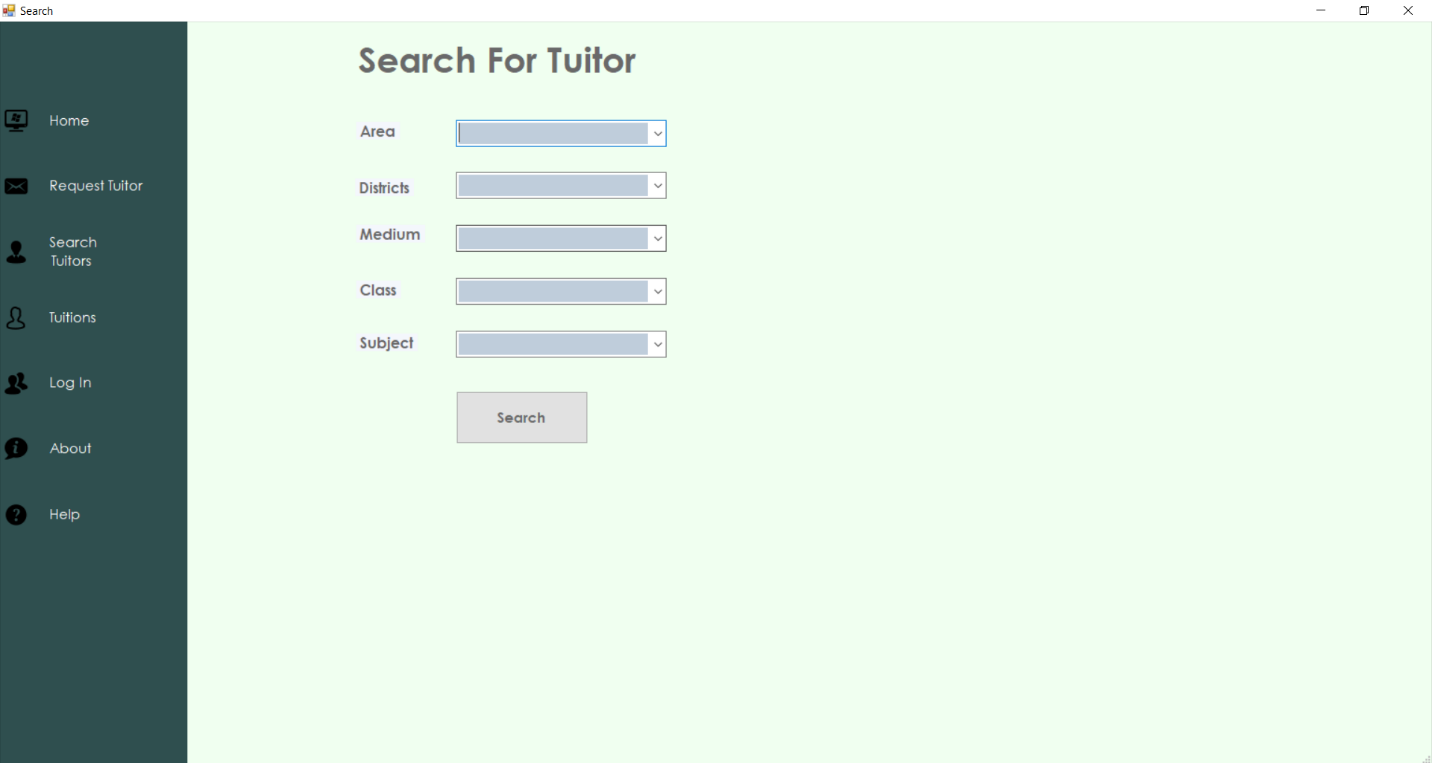 Search
Search For Tuitor
Home
Request Tuitor
Search
Tuitors
Tuitions
Log In
About
Help
Area
Districts
Medium
Class
Subject
Search